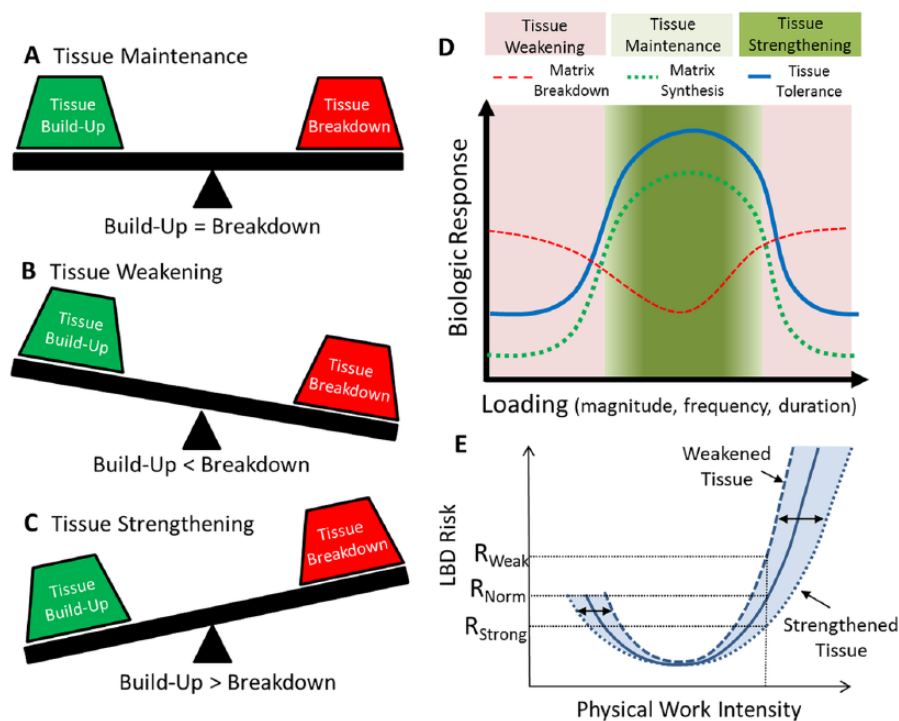 A Tissue Maintenance
Tissue
Build-Up
Tissue
Breakdown
Build-Up = Breakdown
B Tissue Weakening
Tissue
Build-Up
Tissue
Breakdown
Build-Up < Breakdown
C Tissue Strengthening
Tissue
Build-Up
Tissue
Breakdown
Build-Up > Breakdown
D
Tissue
Weakening
Tissue
Maintenance
Tissue
Strengthening
Matrix
Breakdown
Matrix
Synthesis
Tissue
Tolerance
Biologic Response
Loading (magnitude, frequency, duration)
E
LBD Risk
Weakened
Tissue
RWeak
RNorm
RStrong
Strengthened
Tissue
Physical Work Intensity